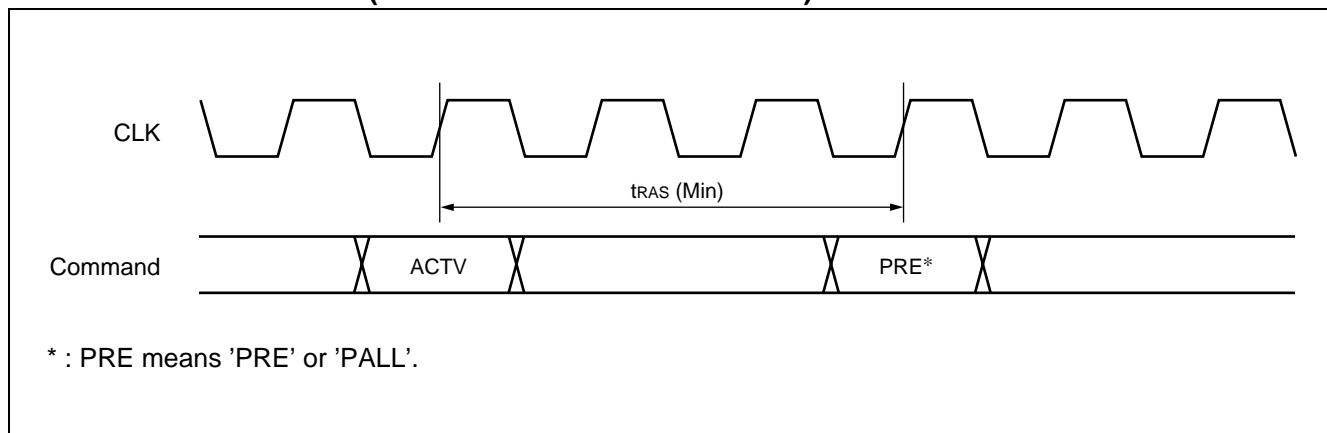 CLK
tRAS (Min)
Command
ACTV
PRE*
* : PRE means 'PRE' or 'PALL'.